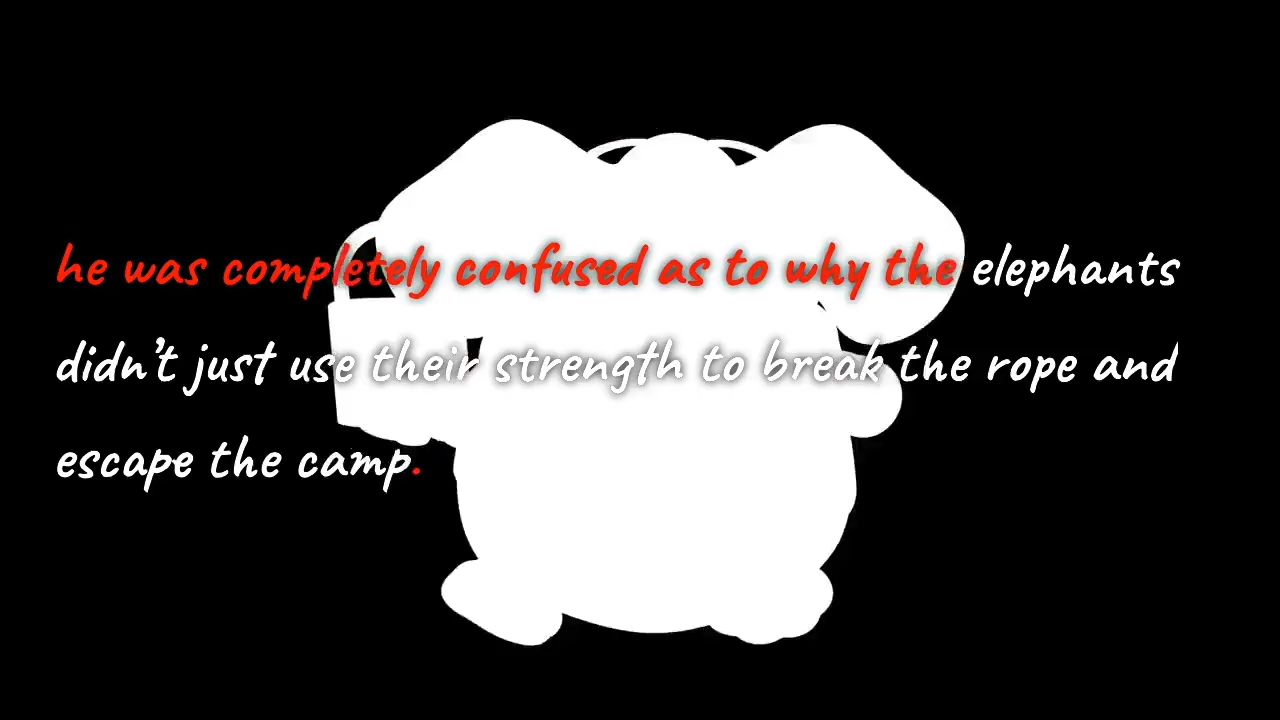 he was completely confused as to why the elephants
didn’t just use their strength to break the rope and
escape the camp.